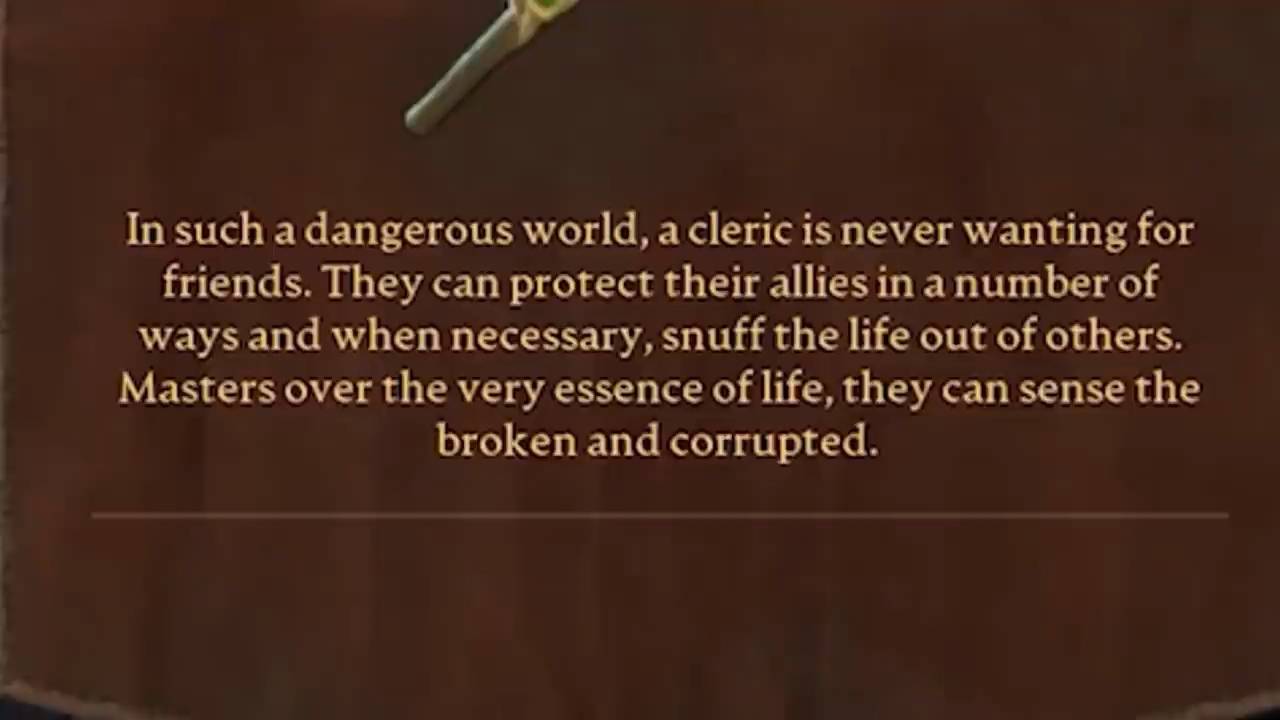 In such a dangerous world, a cleric is never wanting for
friends. They can protect their allies in a number of
ways and when necessary, snuff the life out of others.
Masters over the very essence of life, they can sense the
broken and corrupted.